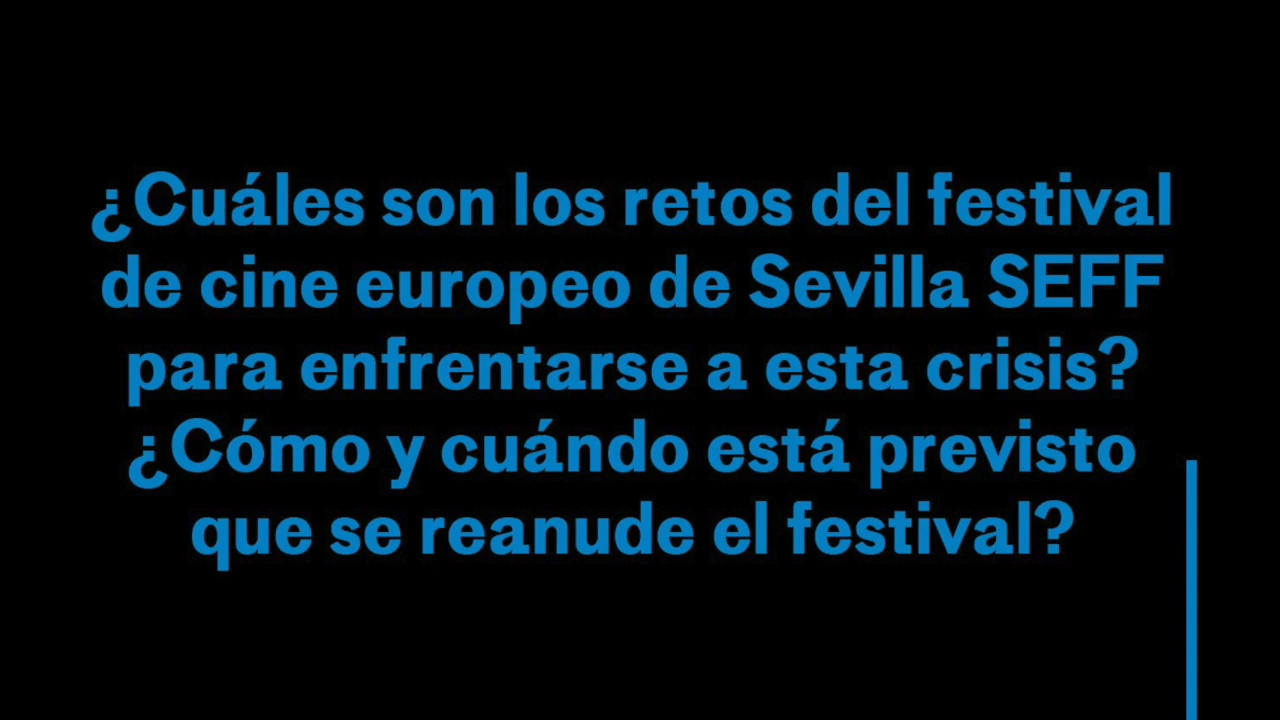 ¿Cuáles son los retos del festival
de cine europeo de Sevilla SEFF
para enfrentarse a esta crisis?
¿Cómo y cuándo está previsto
que se reanude el festival?